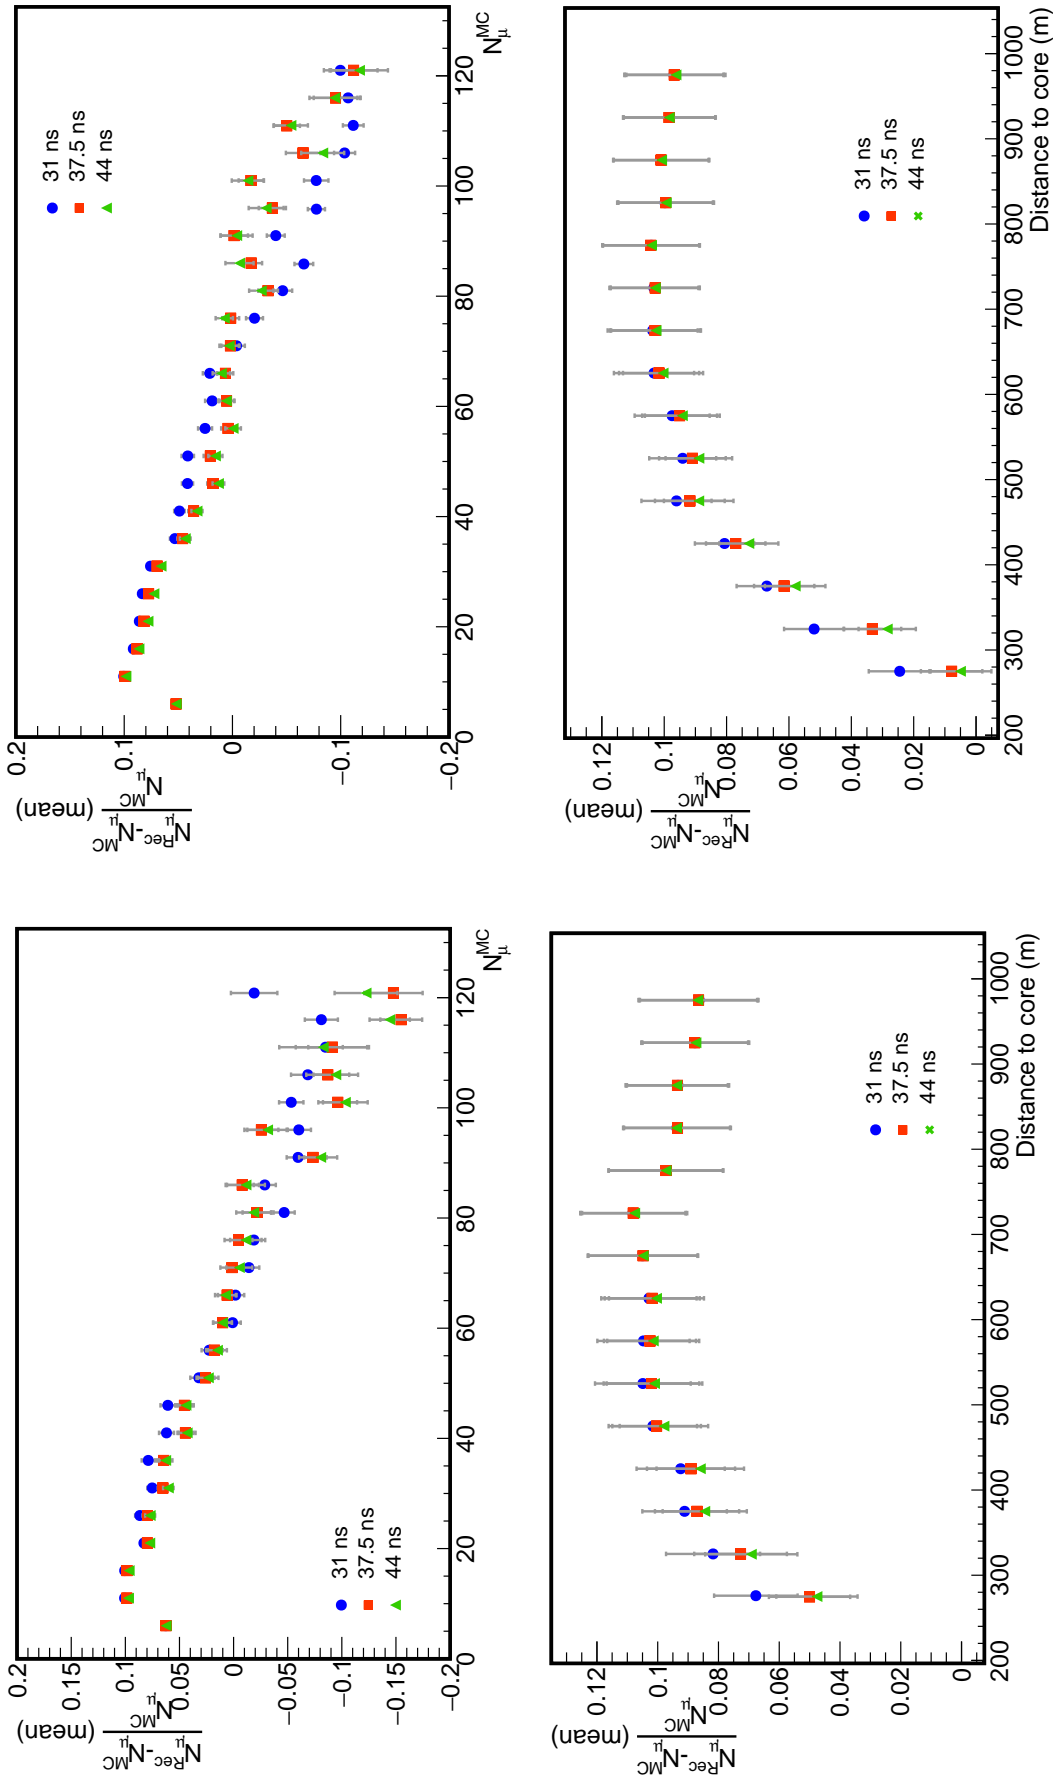 N_μ^Rec-N_μ^MC
N_μ^MC
(mean)
0.2
0.15
0.1
0.05
0
−0.05
−0.1
−0.15
31 ns
37.5 ns
44 ns
0 20 40 60 80 100 120
N_μ^MC
N_μ^Rec-N_μ^MC
N_μ^MC
(mean)
0.2
0.1
0
−0.1
−0.2
31 ns
37.5 ns
44 ns
0 20 40 60 80 100 120
N_μ^MC
N_μ^Rec-N_μ^MC
N_μ^MC
(mean)
0.12
0.1
0.08
0.06
0.04
0.02
0
31 ns
37.5 ns
44 ns
200 300 400 500 600 700 800 900 1000
Distance to core (m)
N_μ^Rec-N_μ^MC
N_μ^MC
(mean)
0.12
0.1
0.08
0.06
0.04
0.02
0
31 ns
37.5 ns
44 ns
200 300 400 500 600 700 800 900 1000
Distance to core (m)